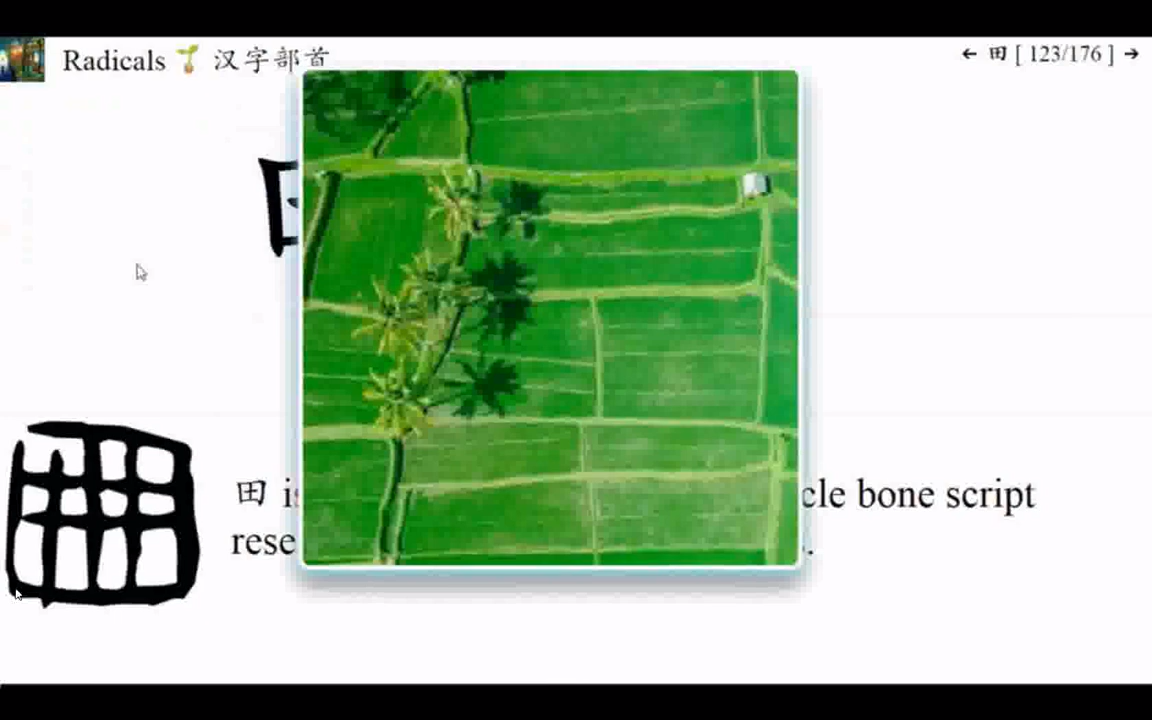 Radicals 🌱 汉字部首
← 田 [ 123/176 ] →
田 is cle bone script
rese .